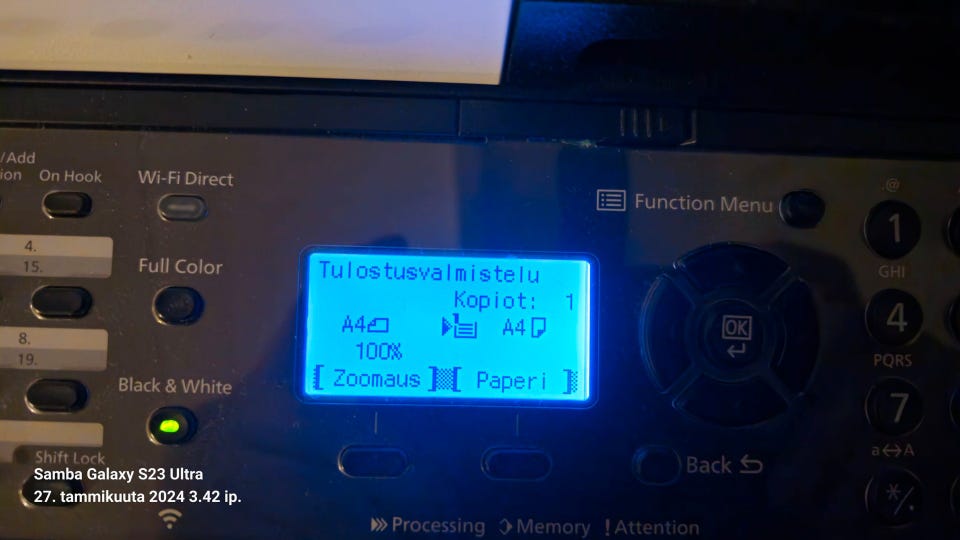 /Add
ion On Hook
Wi-Fi Direct
4.
15.
Full Color
8.
19.
Black & White
Shift Lock
Tulostusvalmistelu
Kopiot: 1
A4 A4
100%
[ Zoomaus ] [ Paperi ]
Function Menu
OK
Back
.@
1
GHI
4
PQRS
7
a↔A
*/.
Processing Memory !Attention
Samba Galaxy S23 Ultra
27. tammikuuta 2024 3.42 ip.